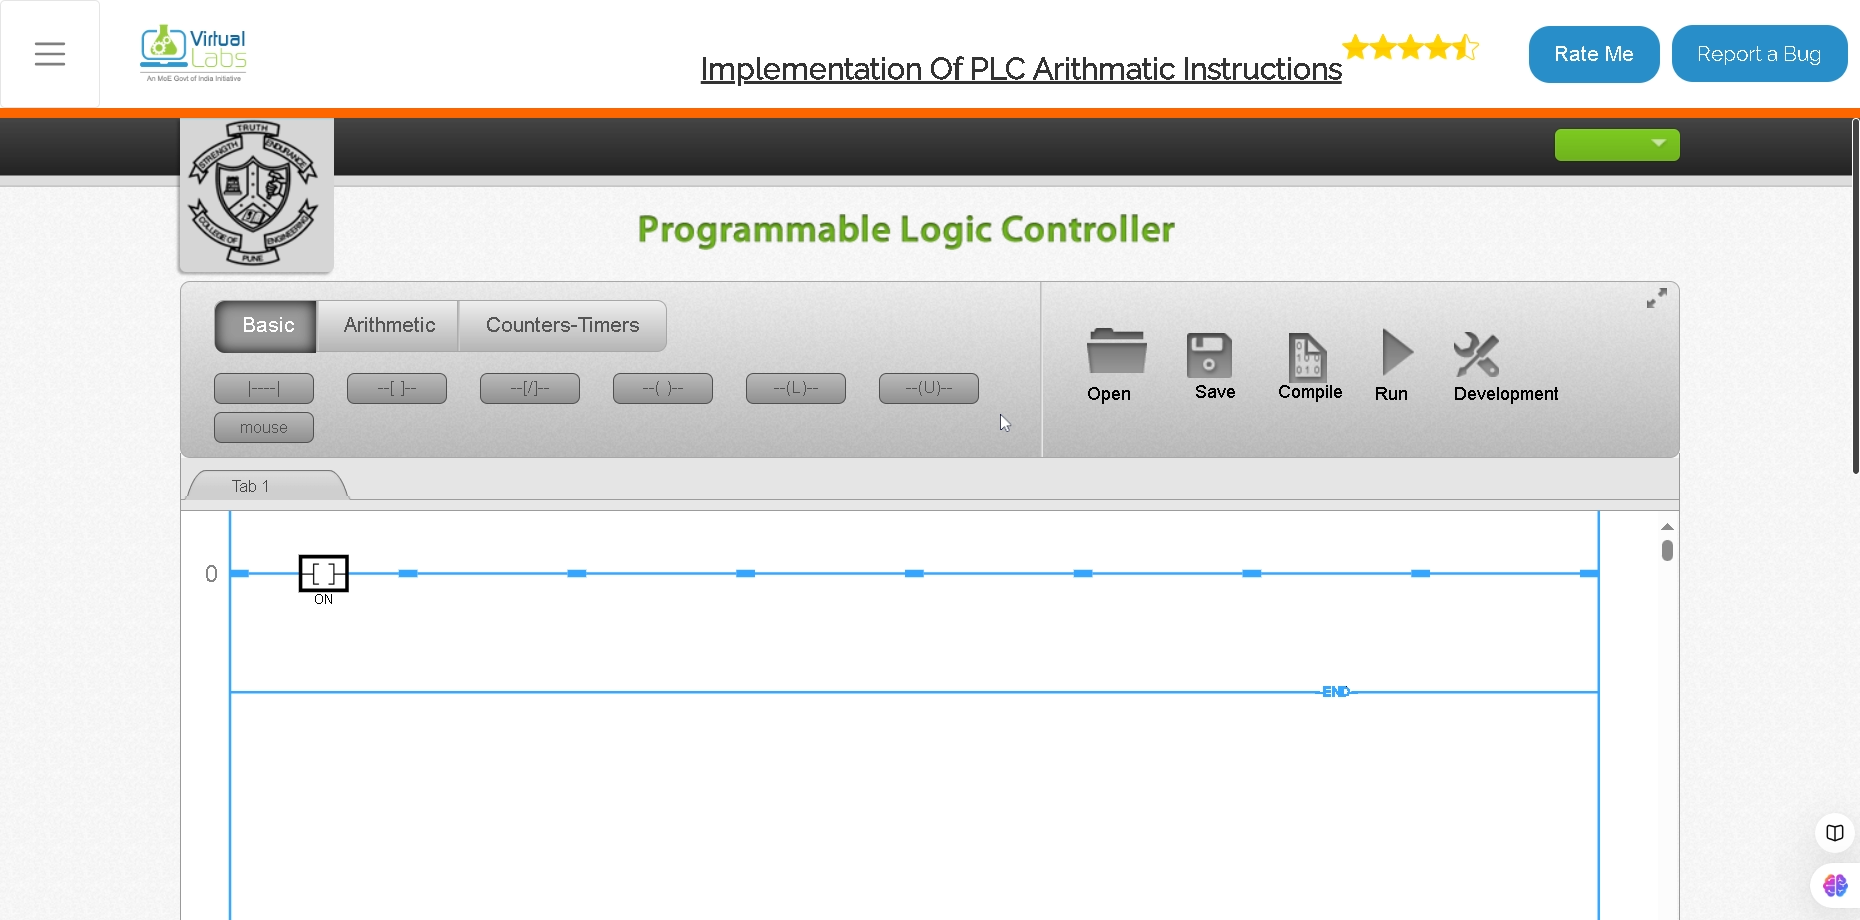 Virtual
Labs
An MoE Govt of India Initiative
Implementation Of PLC Arithmatic Instructions
Rate Me
Report a Bug
TRUTH
STRENGTH
ENDURANCE
COLLEGE OF
ENGINEERING
PUNE
Programmable Logic Controller
Basic
Arithmetic
Counters-Timers
|----|
--[ ]--
--[/]--
--( )--
--(L)--
--(U)--
mouse
Open
Save
Compile
Run
Development
Tab 1
0
ON
END